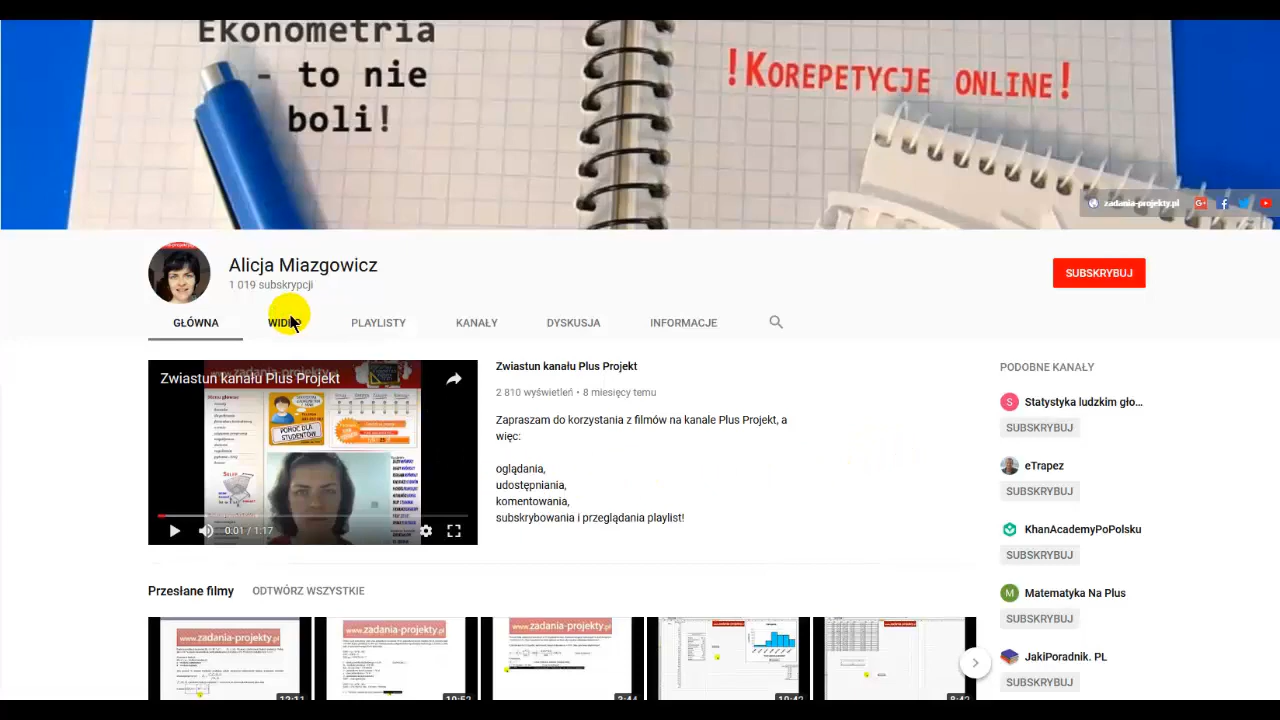 Ekonometria
- to nie
boli!
!Korepetycje online!
zadania-projekty.pl
Alicja Miazgowicz
1 019 subskrypcji
SUBSKRYBUJ
GŁÓWNA
PLAYLISTY
KANAŁY
DYSKUSJA
INFORMACJE
Zwiastun kanału Plus Projekt
0:01 / 1:17
Zwiastun kanału Plus Projekt
2 810 wyświetleń • 8 miesięcy temu
Zapraszam do korzystania z filmów na kanale Plus Projekt, a
więc:
oglądania,
udostępniania,
komentowania,
subskrybowania i przeglądania playlist!
PODOBNE KANAŁY
S
Statystyka ludzkim gło...
SUBSKRYBUJ
eTrapez
SUBSKRYBUJ
KhanAcademyPoPolsku
SUBSKRYBUJ
M
Matematyka Na Plus
SUBSKRYBUJ
JakiPoradnik. PL
SUBSKRYBUJ
Przesłane filmy
ODTWÓRZ WSZYSTKIE
www.zadania-projekty.pl
www.zadania-projekty.pl
www.zadania-projekty.pl